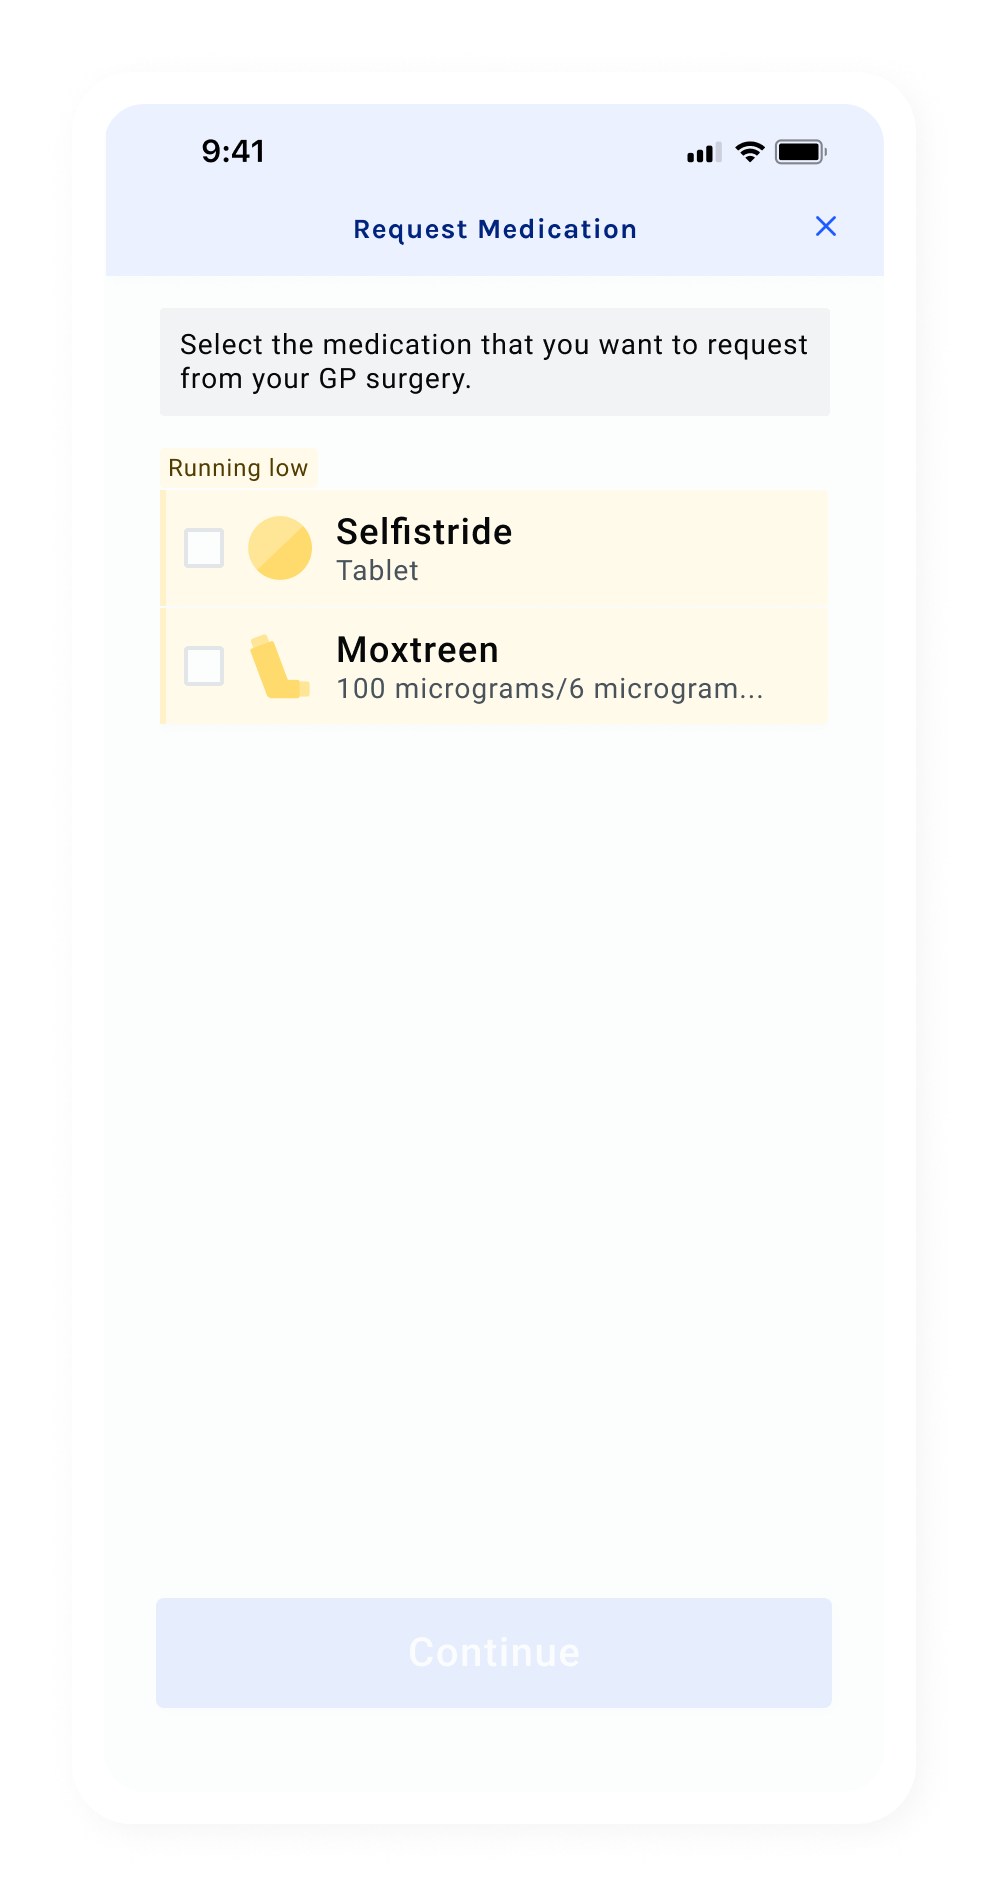 9:41
Request Medication
Select the medication that you want to request
from your GP surgery.
Running low
Selfistride
Tablet
Moxtreen
100 micrograms/6 microgram...
Continue